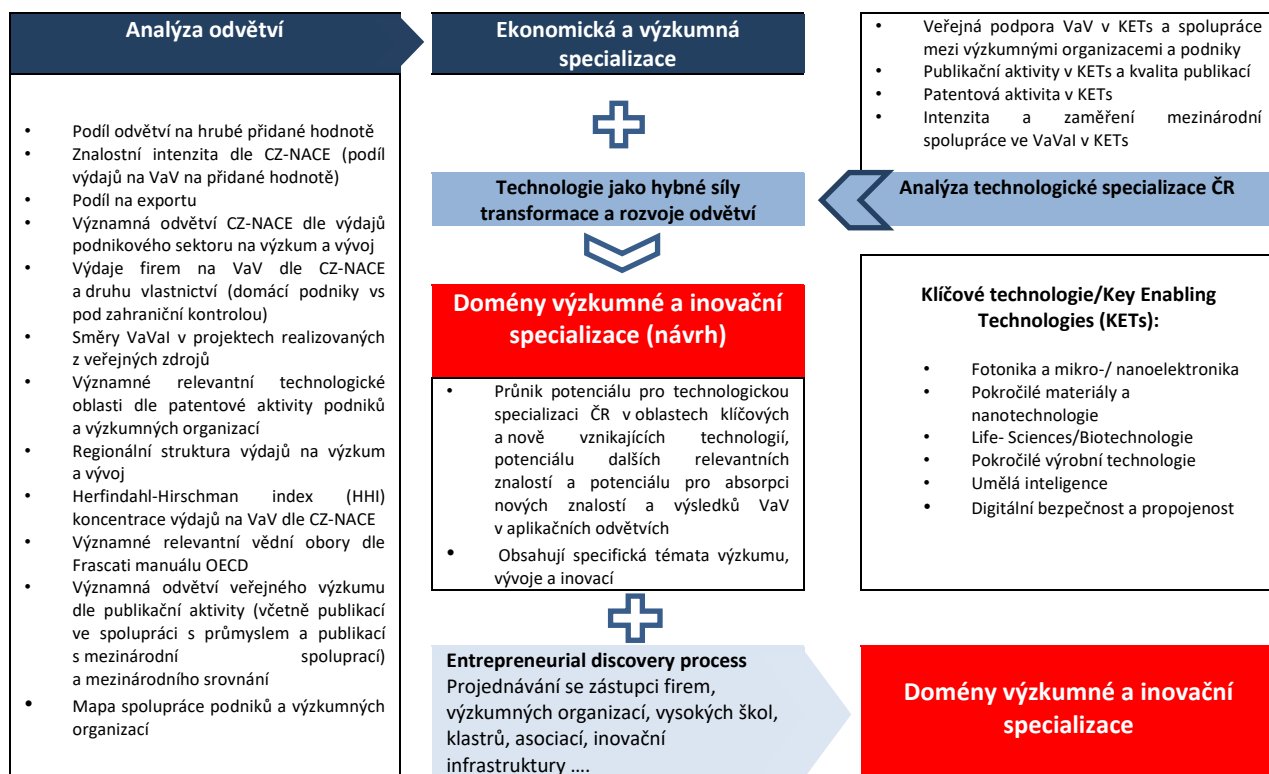 Analýza odvětví
• Podíl odvětví na hrubé přidané hodnotě
• Znalostní intenzita dle CZ-NACE (podíl
výdajů na VaV na přidané hodnotě)
• Podíl na exportu
• Významná odvětví CZ-NACE dle výdajů
podnikového sektoru na výzkum a vývoj
• Výdaje firem na VaV dle CZ-NACE
a druhu vlastnictví (domácí podniky vs
pod zahraniční kontrolou)
• Směry VaVaI v projektech realizovaných
z veřejných zdrojů
• Významné relevantní technologické
oblasti dle patentové aktivity podniků
a výzkumných organizací
• Regionální struktura výdajů na výzkum
a vývoj
• Herfindahl-Hirschman index (HHI)
koncentrace výdajů na VaV dle CZ-NACE
• Významné relevantní vědní obory dle
Frascati manuálu OECD
• Významná odvětví veřejného výzkumu
dle publikační aktivity (včetně publikací
ve spolupráci s průmyslem a publikací
s mezinárodní spoluprací)
a mezinárodního srovnání
• Mapa spolupráce podniků a výzkumných
organizací
Ekonomická a výzkumná
specializace
Technologie jako hybné síly
transformace a rozvoje odvětví
Domény výzkumné a inovační
specializace (návrh)
• Průnik potenciálu pro technologickou
specializaci ČR v oblastech klíčových
a nově vznikajících technologií,
potenciálu dalších relevantních
znalostí a potenciálu pro absorpci
nových znalostí a výsledků VaV
v aplikačních odvětvích
• Obsahují specifická témata výzkumu,
vývoje a inovací
Entrepreneurial discovery process
Projednávání se zástupci firem,
výzkumných organizací, vysokých škol,
klastrů, asociací, inovační
infrastruktury ....
• Veřejná podpora VaV v KETs a spolupráce
mezi výzkumnými organizacemi a podniky
• Publikační aktivity v KETs a kvalita publikací
• Patentová aktivita v KETs
• Intenzita a zaměření mezinárodní
spolupráce ve VaVaI v KETs
Analýza technologické specializace ČR
Klíčové technologie/Key Enabling
Technologies (KETs):
• Fotonika a mikro-/ nanoelektronika
• Pokročilé materiály a
nanotechnologie
• Life- Sciences/Biotechnologie
• Pokročilé výrobní technologie
• Umělá inteligence
• Digitální bezpečnost a propojenost
Domény výzkumné a inovační
specializace